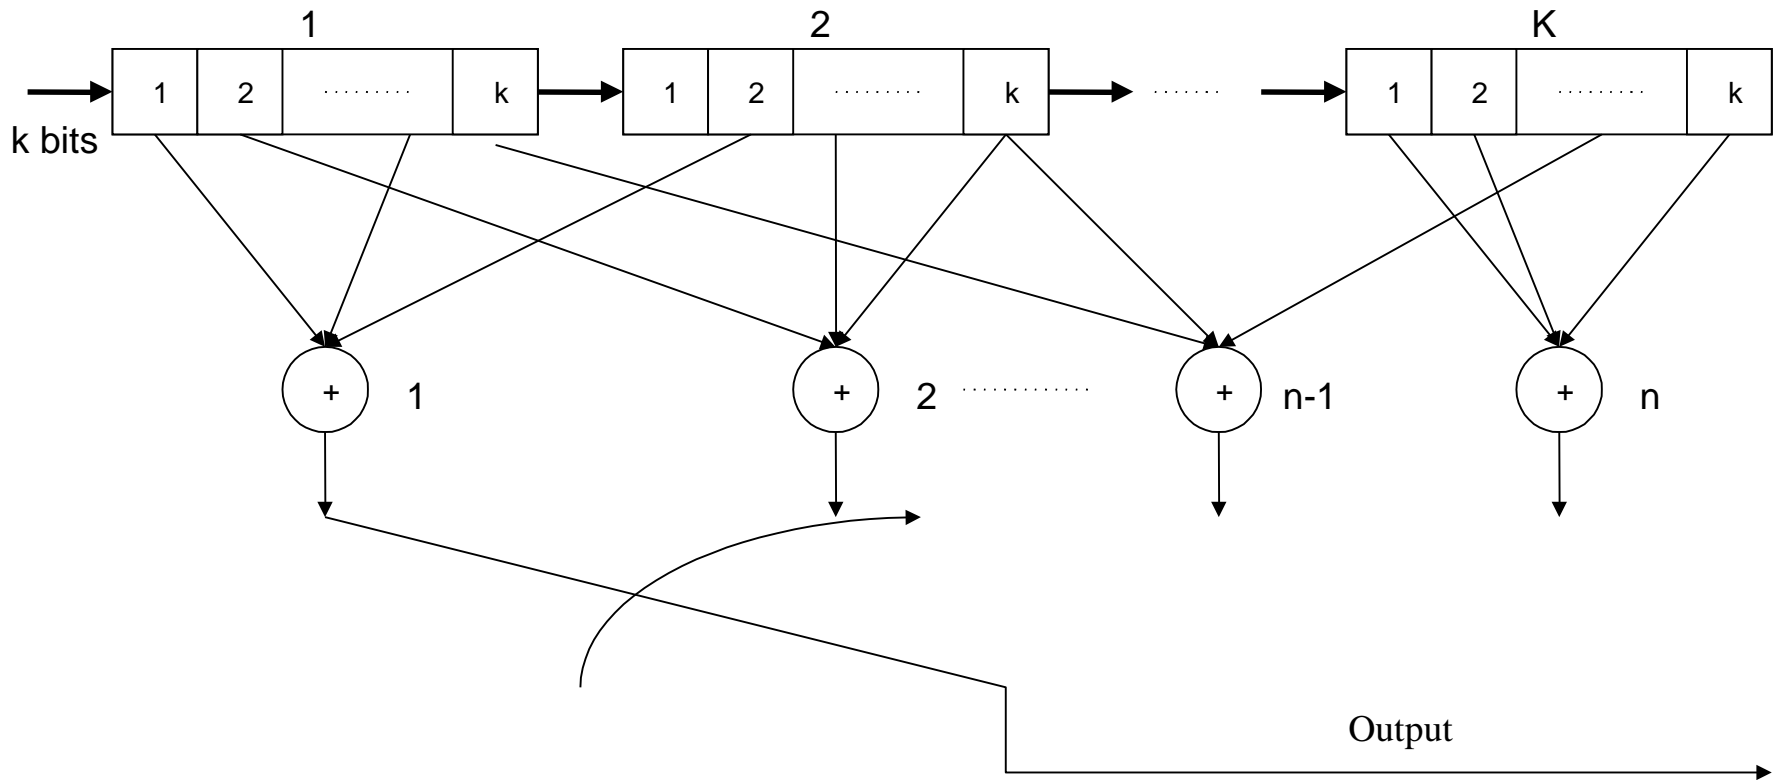 1 2 K
1 2 ......... k 1 2 ......... k ....... 1 2 ......... k
k bits
+ 1 + 2 ............. + n-1 + n
Output